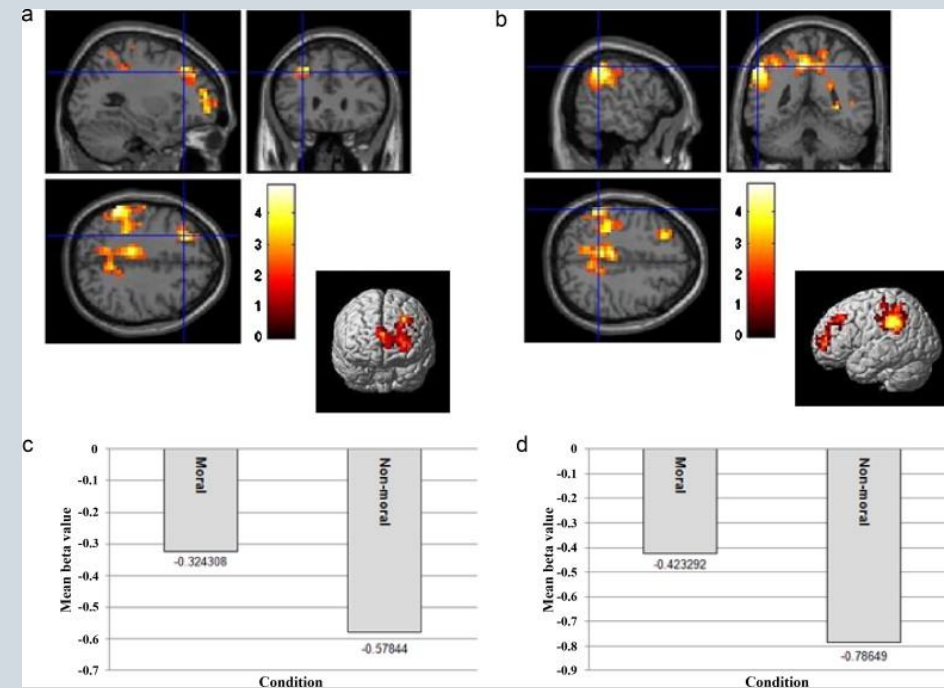 a
b
4
3
2
1
0
4
3
2
1
0
c
0
-0.1
-0.2
-0.3
-0.4
-0.5
-0.6
-0.7
Mean beta value
Moral
Non-moral
-0.324308
-0.57844
Condition
d
0
-0.1
-0.2
-0.3
-0.4
-0.5
-0.6
-0.7
-0.8
-0.9
Mean beta value
Moral
Non-moral
-0.423292
-0.78649
Condition